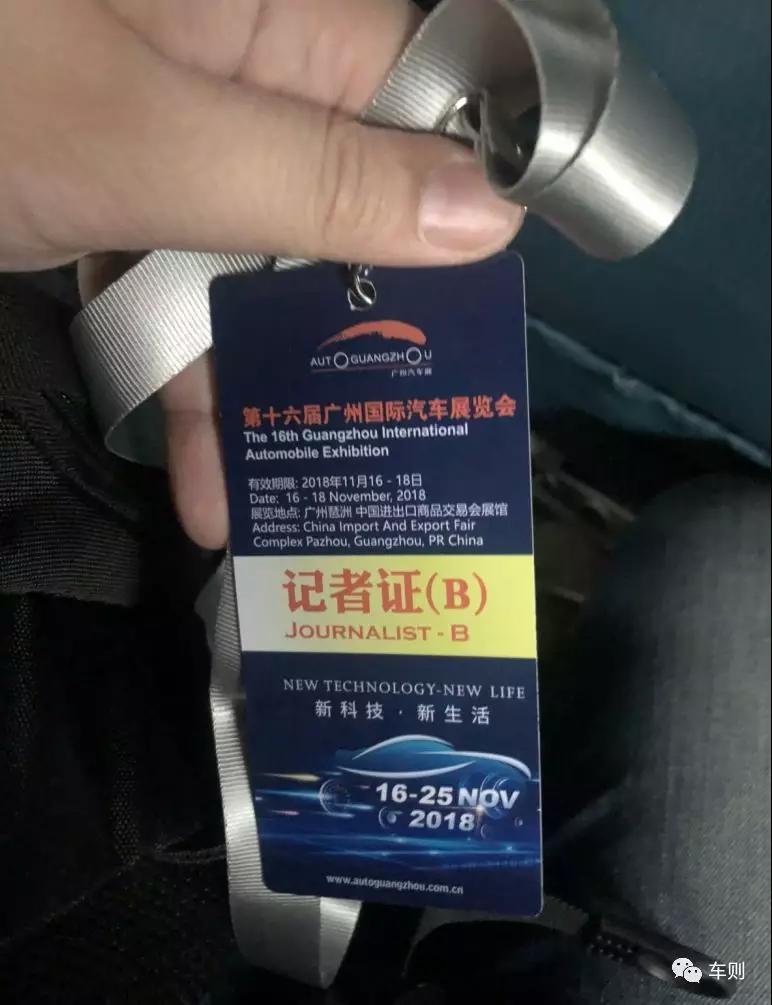 AUTOGUANGZHOU
广州汽车展
第十六届广州国际汽车展览会
The 16th Guangzhou International
Automobile Exhibition
有效期限: 2018年11月16 - 18日
Date: 16 - 18 November, 2018
展览地点: 广州琶洲 中国进出口商品交易会展馆
Address: China Import And Export Fair
Complex Pazhou, Guangzhou, PR China
记者证(B)
JOURNALIST - B
NEW TECHNOLOGY-NEW LIFE
新科技 · 新生活
16-25 NOV
2018
www.autoguangzhou.com.cn
车则